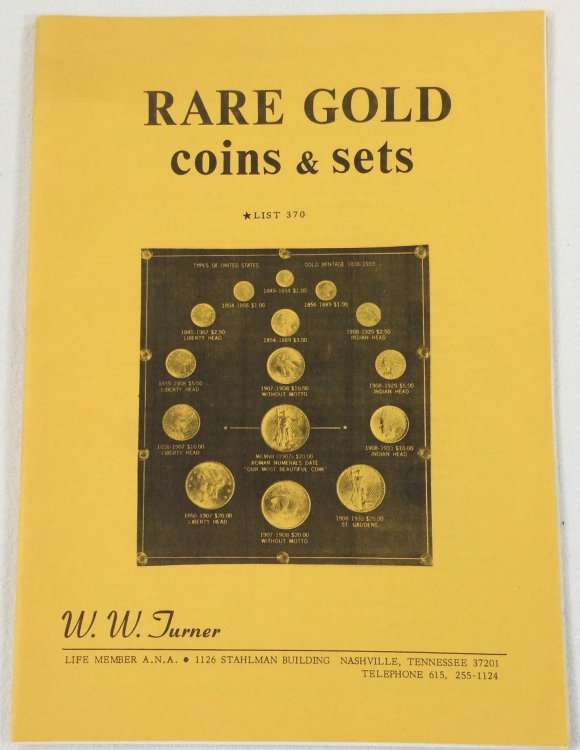 RARE GOLD
coins & sets
★LIST 370
TYPES OF UNITED STATES GOLD MINTAGE 1838-1933
1849-1854 $1.00
1854-1856 $1.00 1856-1889 $1.00
1840-1907 $2.50
LIBERTY HEAD
1854-1889 $3.00
1908-1929 $2.50
INDIAN HEAD
1839-1908 $5.00
LIBERTY HEAD
1907-1908 $10.00
WITHOUT MOTTO
1908-1929 $5.00
INDIAN HEAD
1838-1907 $10.00
LIBERTY HEAD
MCMVII (1907) $20.00
ROMAN NUMERALS DATE
"OUR MOST BEAUTIFUL COIN"
1908-1933 $10.00
INDIAN HEAD
1850-1907 $20.00
LIBERTY HEAD
1907-1908 $20.00
WITHOUT MOTTO
1908-1933 $20.00
ST. GAUDENS
W. W. Turner
LIFE MEMBER A.N.A. ● 1126 STAHLMAN BUILDING NASHVILLE, TENNESSEE 37201
TELEPHONE 615, 255-1124